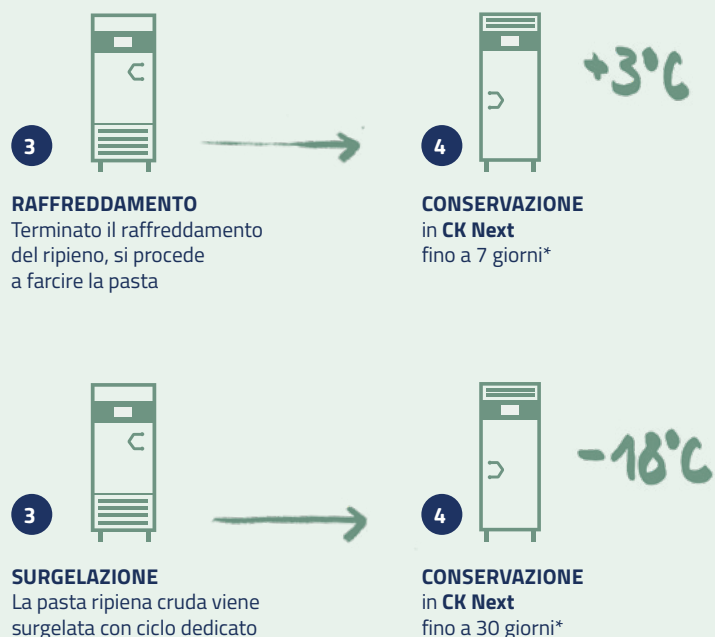 +3°C
3
4
RAFFREDDAMENTO
Terminato il raffreddamento
del ripieno, si procede
a farcire la pasta
CONSERVAZIONE
in CK Next
fino a 7 giorni*
-18°C
3
4
SURGELAZIONE
La pasta ripiena cruda viene
surgelata con ciclo dedicato
CONSERVAZIONE
in CK Next
fino a 30 giorni*